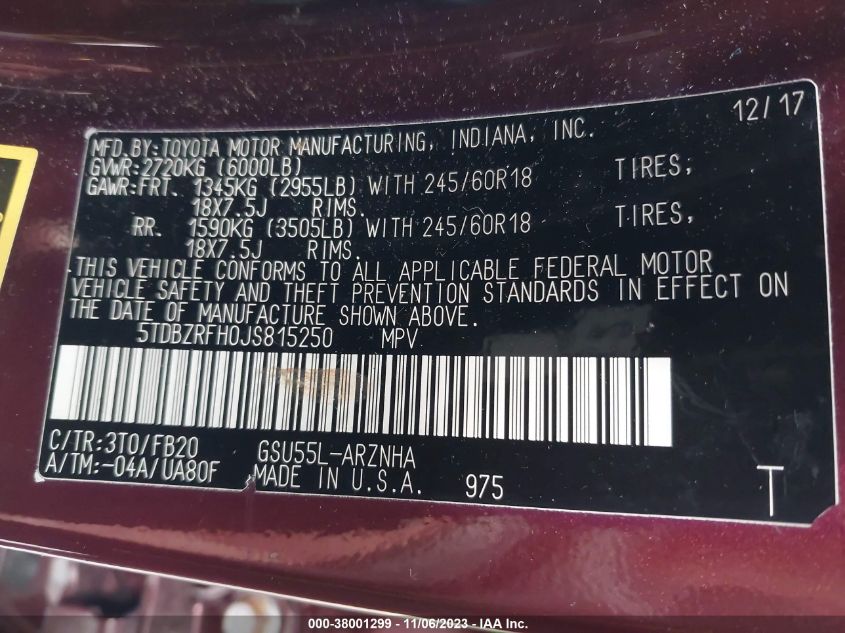 12/17
MFD. BY: TOYOTA MOTOR MANUFACTURING, INDIANA, INC.
GVWR: 2720KG (6000LB)
GAWR: FRT. 1345KG (2955LB) WITH 245/60R18 TIRES,
18X7.5J RIMS.
RR. 1590KG (3505LB) WITH 245/60R18 TIRES,
18X7.5J RIMS.
THIS VEHICLE CONFORMS TO ALL APPLICABLE FEDERAL MOTOR
VEHICLE SAFETY AND THEFT PREVENTION STANDARDS IN EFFECT ON
THE DATE OF MANUFACTURE SHOWN ABOVE.
5TDBZRFH0JS815250 MPV
C/TR: 3T0/FB20 GSU55L-ARZNHA
A/TM: -04A/UA80F MADE IN U.S.A. 975
T
000-38001299 - 11/06/2023 - IAA Inc.